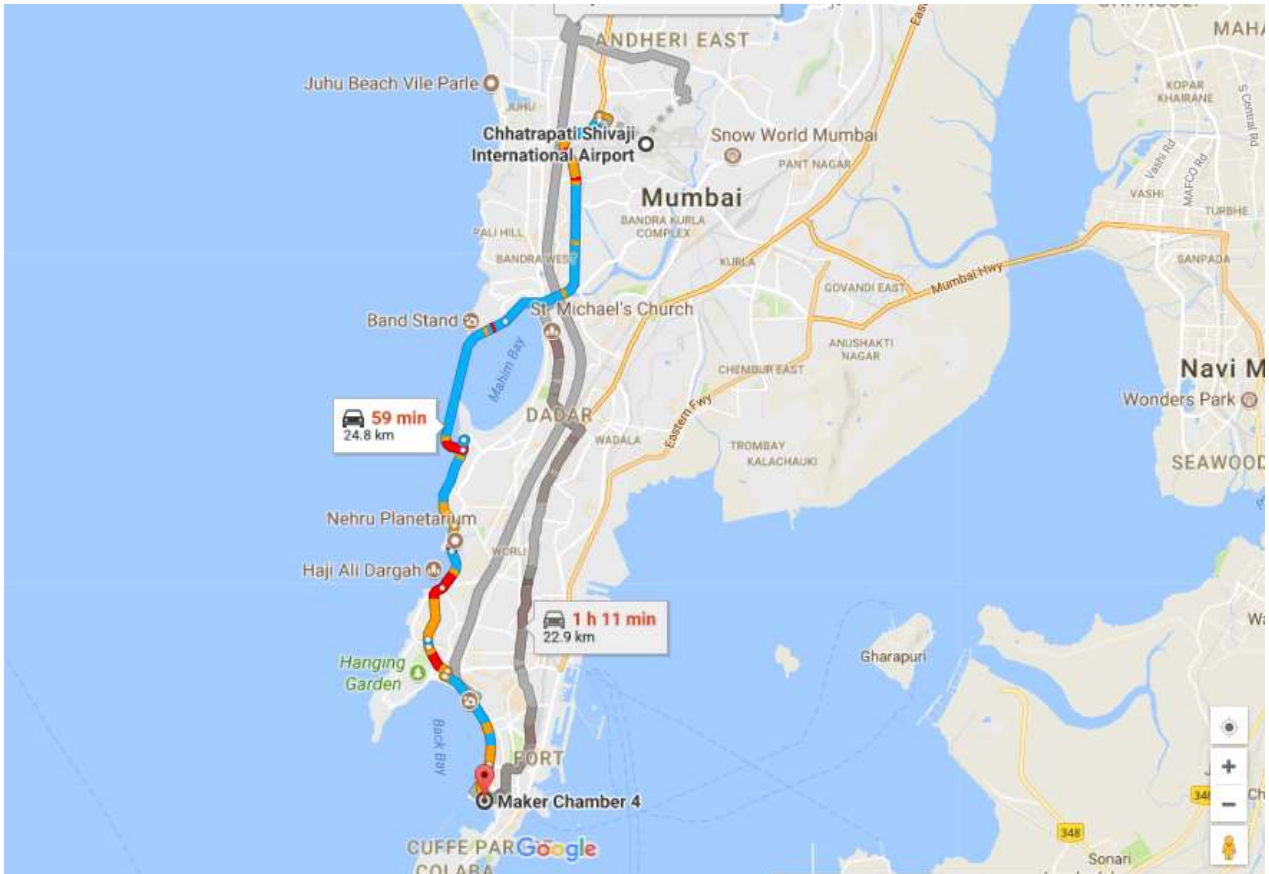 ANDHERI EAST
KOPAR
KHAIRANE
S Central Rd
Juhu Beach Vile Parle
JUHU
Chhatrapati Shivaji
International Airport
Snow World Mumbai
PANT NAGAR
Vashi Rd
MAFCO Rd
VASHI
TURBHE
Mumbai
BANDRA KURLA
COMPLEX
PALI HILL
BANDRA WEST
KURLA
SANPADA
GOVANDI EAST
Mumbai Hwy
St. Michael's Church
Band Stand
Mahim Bay
ANUSHAKTI
NAGAR
CHEMBUR EAST
Navi M
Wonders Park
59 min
24.8 km
DADAR
WADALA
Eastern Fwy
TROMBAY
KALACHAUKI
SEAWOOD
Nehru Planetarium
WORLI
Haji Ali Dargah
1 h 11 min
22.9 km
Gharapuri
Hanging
Garden
Back Bay
FORT
Maker Chamber 4
348
348
CUFFE PAR
Google
COLABA
Sonari